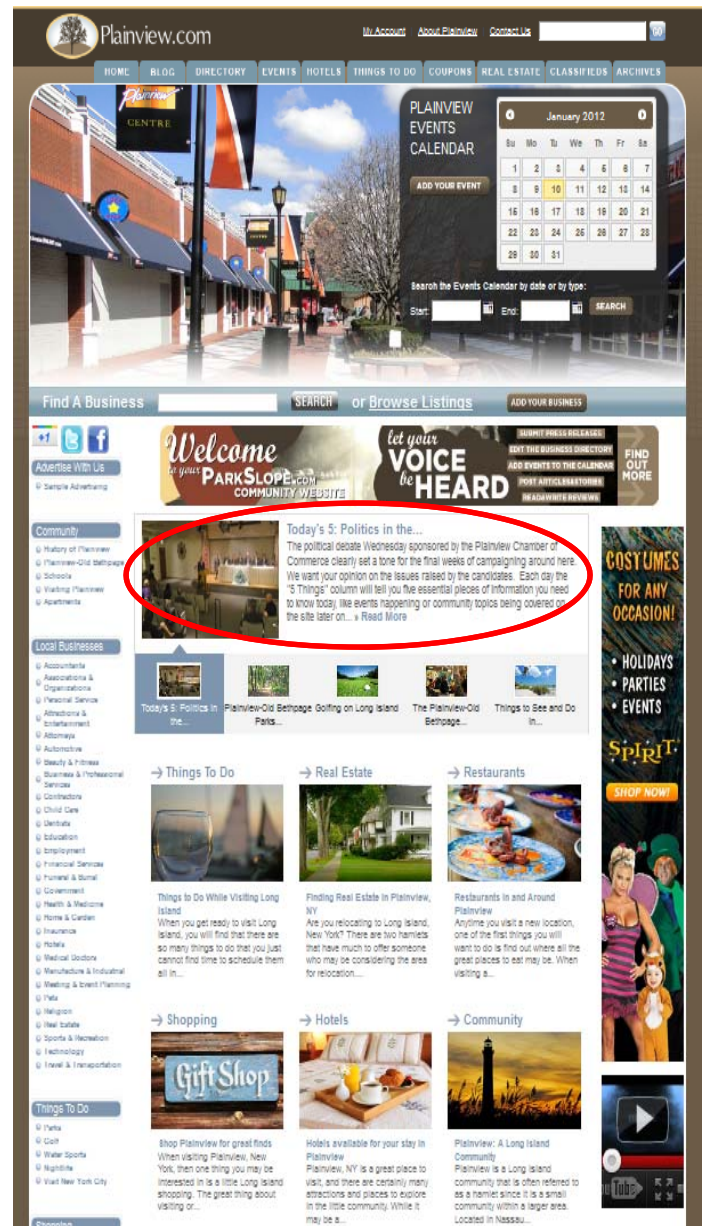 Plainview.com
My Account About Plainview Contact Us
GO
HOME BLOG DIRECTORY EVENTS HOTELS THINGS TO DO COUPONS REAL ESTATE CLASSIFIEDS ARCHIVES
Plainview
CENTRE
PLAINVIEW
EVENTS
CALENDAR
ADD YOUR EVENT
January 2012
Su Mo Tu We Th Fr Sa
1 2 3 4 5 6 7
8 9 10 11 12 13 14
15 16 17 18 19 20 21
22 23 24 25 26 27 28
29 30 31
Search the Events Calendar by date or by type:
Start: End: SEARCH
Find A Business SEARCH or Browse Listings ADD YOUR BUSINESS
+1
Welcome
to your PARKSLOPE.COM
COMMUNITY WEBSITE
let your
VOICE
be HEARD
SUBMIT PRESS RELEASES
EDIT THE BUSINESS DIRECTORY
ADD EVENTS TO THE CALENDAR
POST ARTICLES&STORIES
READ&WRITE REVIEWS
FIND
OUT
MORE
Advertise With Us
Sample Advertising
Community
History of Plainview
Plainview-Old Bethpage
Schools
Visiting Plainview
Apartments
Local Businesses
Accountants
Associations &
Organizations
Personal Service
Attractions &
Entertainment
Attorneys
Automotive
Beauty & Fitness
Business & Professional
Services
Contractors
Child Care
Dentists
Education
Employment
Financial Services
Funeral & Burial
Government
Health & Medicine
Home & Garden
Insurance
Hotels
Medical Doctors
Manufacture & Industrial
Meeting & Event Planning
Pets
Religion
Real Estate
Sports & Recreation
Technology
Travel & Transportation
Things To Do
Parks
Golf
Water Sports
Nightlife
Visit New York City
Shopping
Today's 5: Politics in the...
The political debate Wednesday sponsored by the Plainview Chamber of
Commerce clearly set a tone for the final weeks of campaigning around here.
We want your opinion on the issues raised by the candidates. Each day the
"5 Things" column will tell you five essential pieces of information you need
to know today, like events happening or community topics being covered on
the site later on... » Read More
Today's 5: Politics in
the...
Plainview-Old Bethpage
Parks...
Golfing on Long Island
The Plainview-Old
Bethpage...
Things to See and Do
In...
Things To Do
Things to Do While Visiting Long
Island
When you get ready to visit Long
Island, you will find that there are
so many things to do that you just
cannot find time to schedule them
all in...
Real Estate
Finding Real Estate in Plainview,
NY
Are you relocating to Long Island,
New York? There are two hamlets
that have much to offer someone
who may be considering the area
for relocation....
Restaurants
Restaurants in and Around
Plainview
Anytime you visit a new location,
one of the first things you will
want to do is find out where all the
great places to eat may be. When
visiting a...
Shopping
Gift Shop
Shop Plainview for great finds
When visiting Plainview, New
York, then one thing you may be
interested in is a little Long Island
shopping. The great thing about
visiting or...
Hotels
Hotels available for your stay in
Plainview
Plainview, NY is a great place to
visit, and there are certainly many
attractions and places to explore
in the little community. While it
may be a...
Community
Plainview: A Long Island
Community
Plainview is a Long Island
community that is often referred to
as a hamlet since it is a small
community within a larger area.
Located in Nassau...
COSTUMES
FOR ANY
OCCASION!
• HOLIDAYS
• PARTIES
• EVENTS
SPIRIT
SHOP NOW!
You Tube